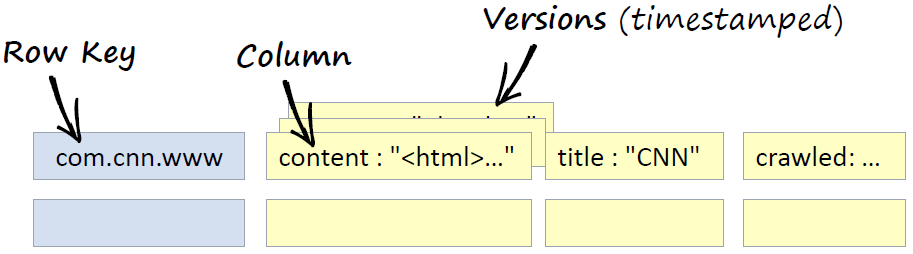 Versions (timestamped)
Row Key
Column
com.cnn.www
content : "<html>..."
title : "CNN"
crawled: ...